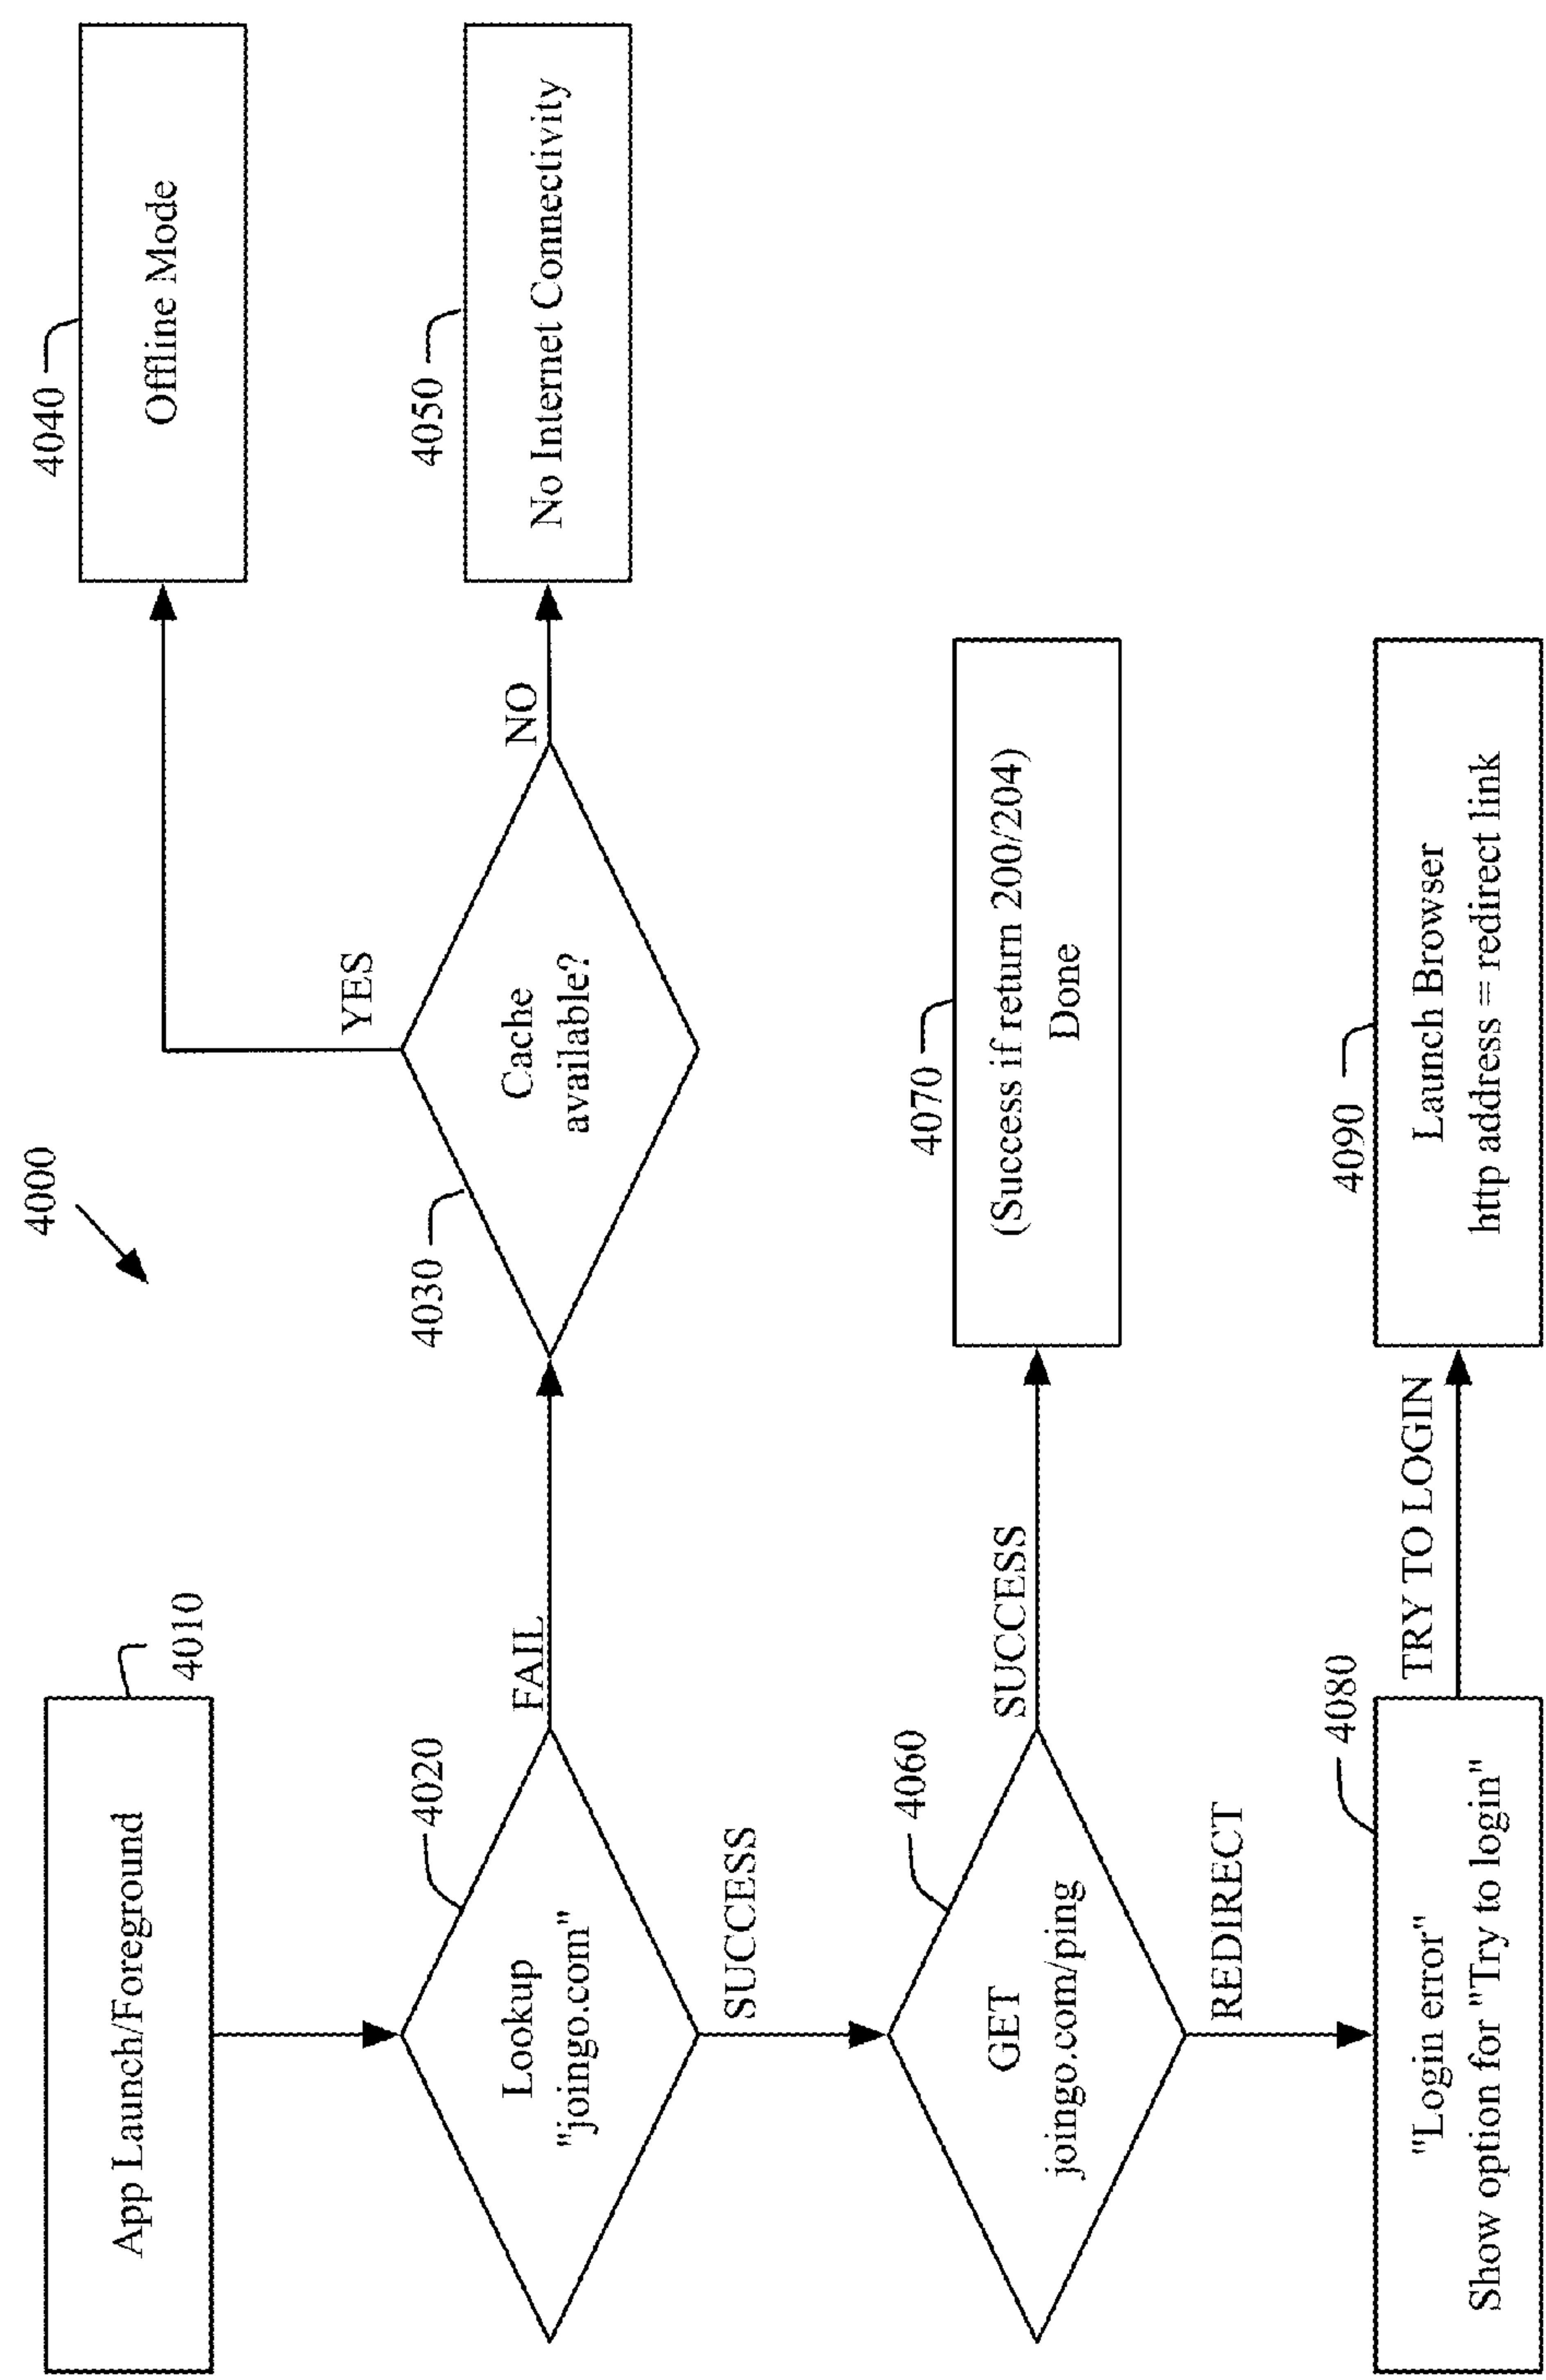 4000
App Launch/Foreground
4010
Lookup
"joingo.com"
4020
FAIL
SUCCESS
Cache
available?
4030
YES
NO
Offline Mode
4040
No Internet Connectivity
4050
GET
joingo.com/ping
4060
SUCCESS
REDIRECT
(Success if return 200/204)
Done
4070
"Login error"
Show option for "Try to login"
4080
TRY TO LOGIN
Launch Browser
http address = redirect link
4090